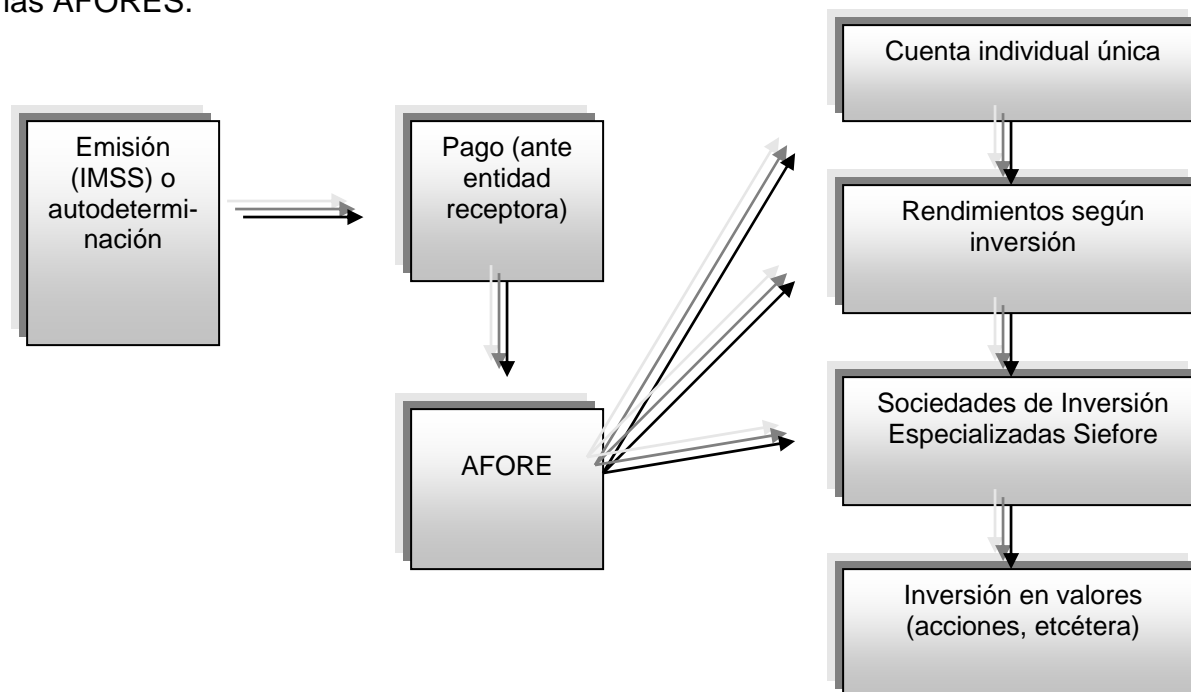 las AFORES.
Emisión
(IMSS) o
autodetermi-
nación
Pago (ante
entidad
receptora)
AFORE
Cuenta individual única
Rendimientos según
inversión
Sociedades de Inversión
Especializadas Siefore
Inversión en valores
(acciones, etcétera)